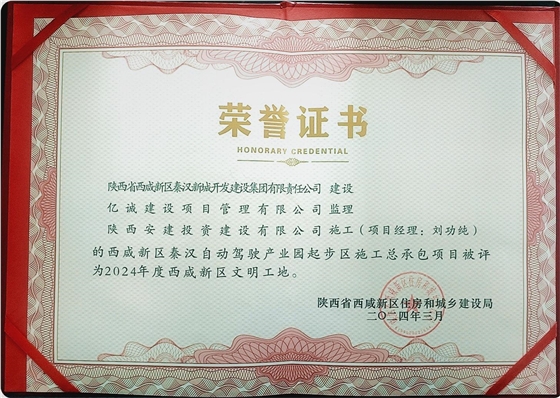 荣誉证书
HONORARY CREDENTIAL
陕西省西咸新区秦汉新城开发建设集团有限责任公司 建设
亿诚建设项目管理有限公司监理
陕西安建投资建设有限公司施工（项目经理：刘功纯）
的西咸新区秦汉自动驾驶产业园起步区施工总承包项目被评
为2024年度西咸新区文明工地。
陕西省西咸新区住房和城乡建设局
二〇二四年三月